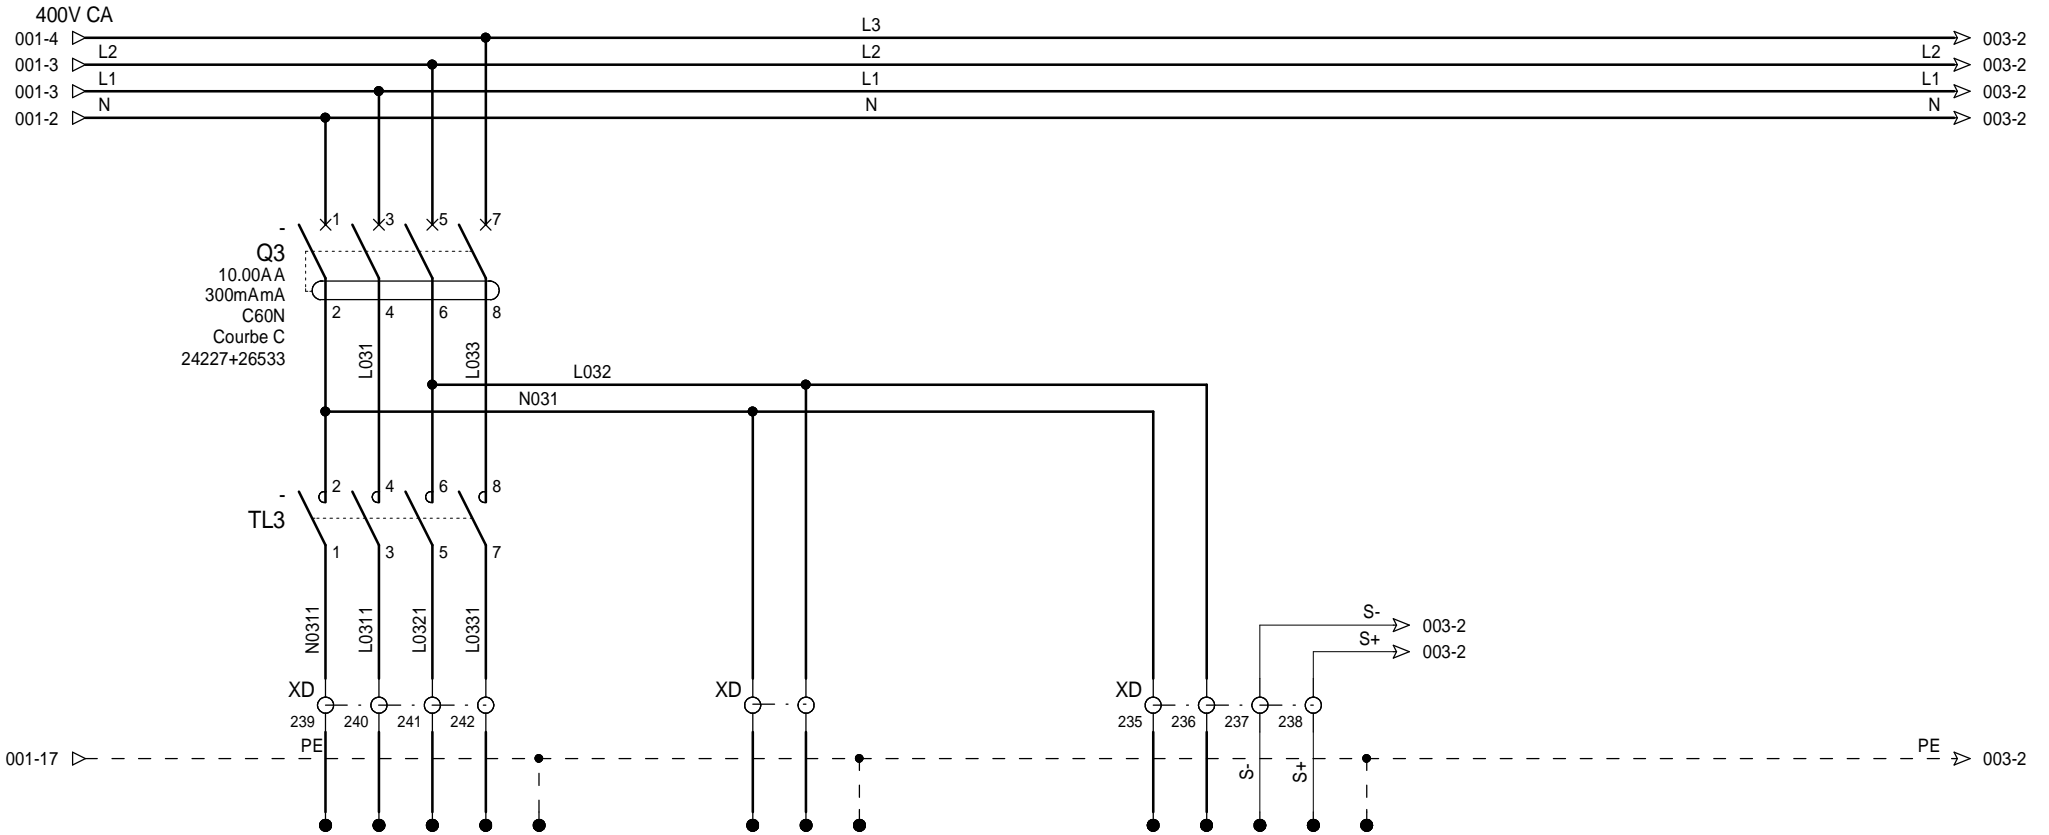 400V CA
001-4 L3 003-2
001-3 L2 L2 L2 003-2
001-3 L1 L1 L1 003-2
001-2 N N N 003-2
- 1 3 5 7
Q3
10.00AA
300mAmA
C60N 2 4 6 8
Courbe C
24227+26533 L031 L033
L032
N031
- 2 4 6 8
TL3
1 3 5 7
N0311 L0311 L0321 L0331
S- 003-2
S+ 003-2
XD XD XD
239 240 241 242 235 236 237 238
PE PE
001-17 003-2
S- S+